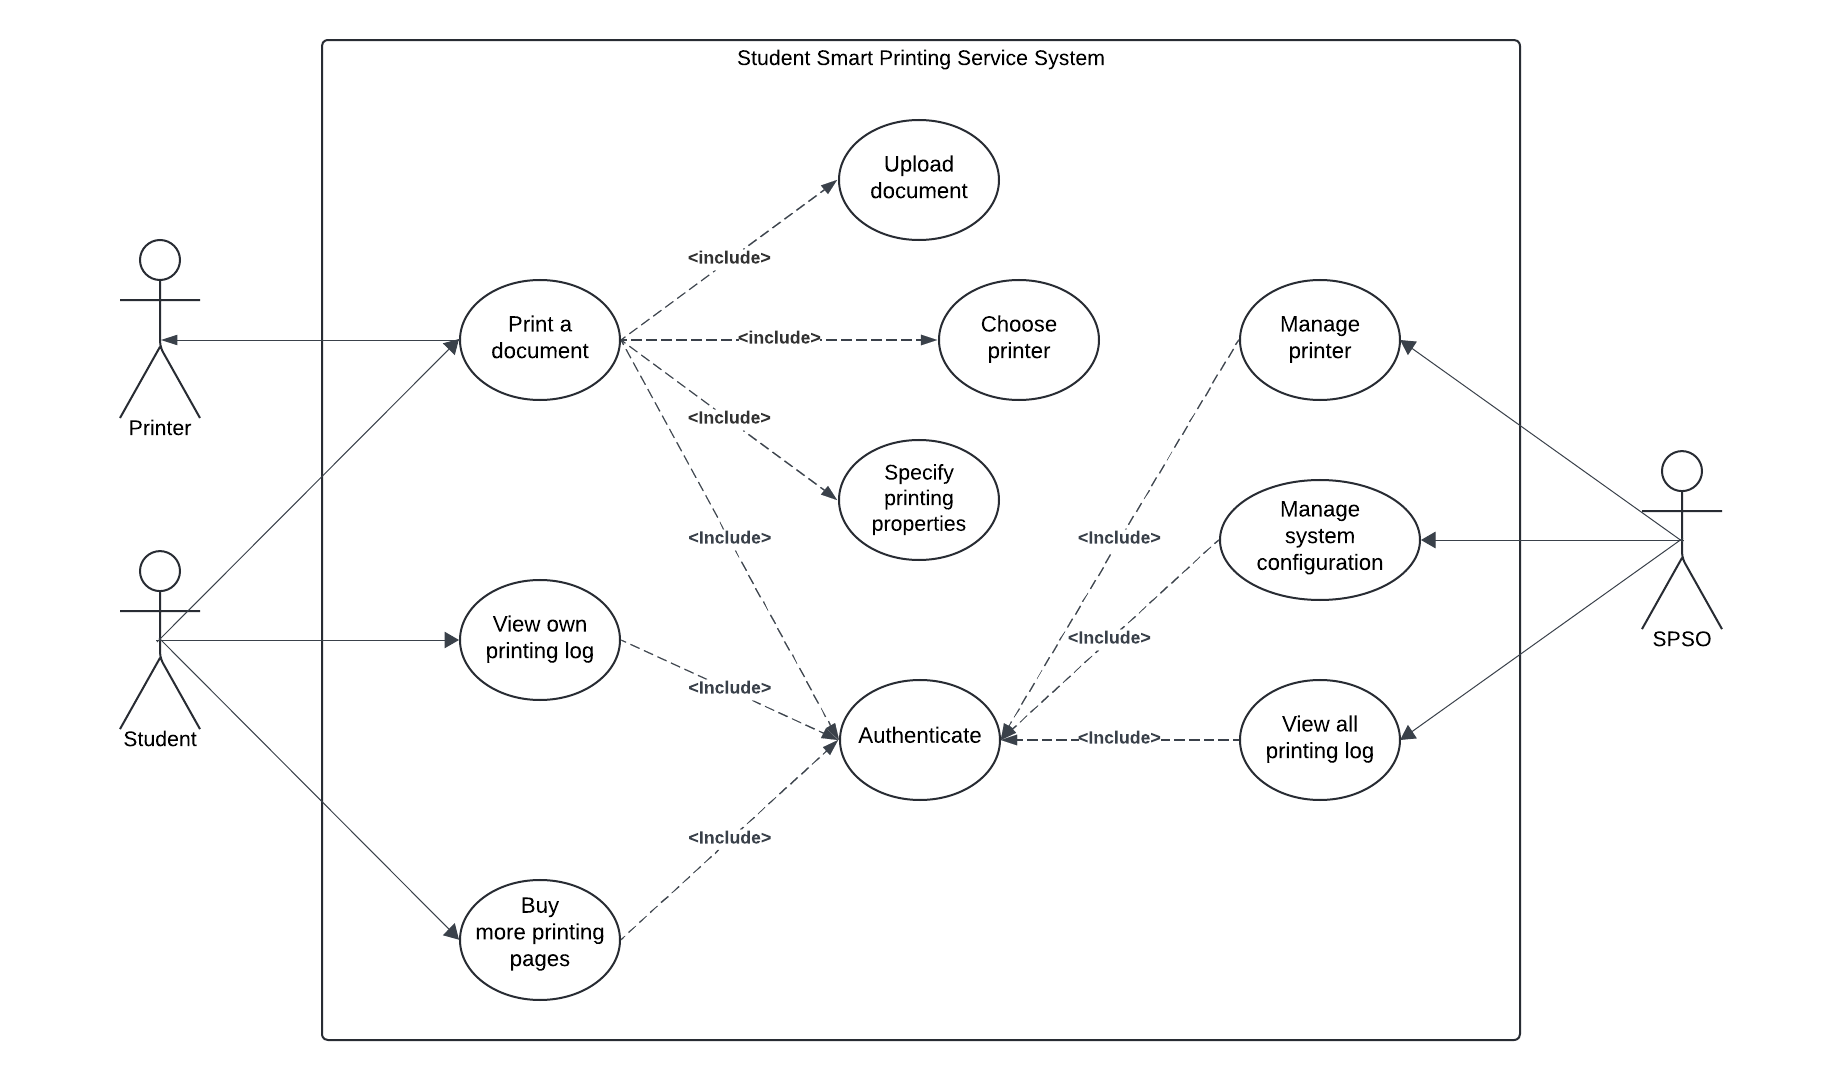 Student Smart Printing Service System
Upload
document
<include>
Print a
document
<include>
Choose
printer
Manage
printer
Printer
<Include>
Specify
printing
properties
<Include>
<Include>
Manage
system
configuration
SPSO
View own
printing log
<Include>
<Include>
Student
Authenticate
<Include>
View all
printing log
<Include>
Buy
more printing
pages